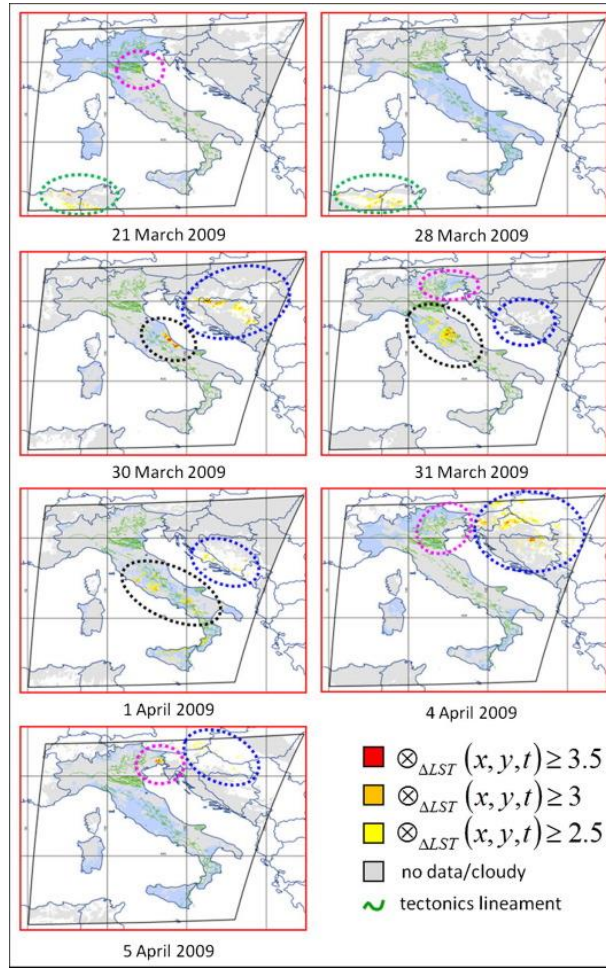 21 March 2009
28 March 2009
30 March 2009
31 March 2009
1 April 2009
4 April 2009
5 April 2009
⊗ΔLST (x, y, t) ≥ 3.5
⊗ΔLST (x, y, t) ≥ 3
⊗ΔLST (x, y, t) ≥ 2.5
no data/cloudy
tectonics lineament